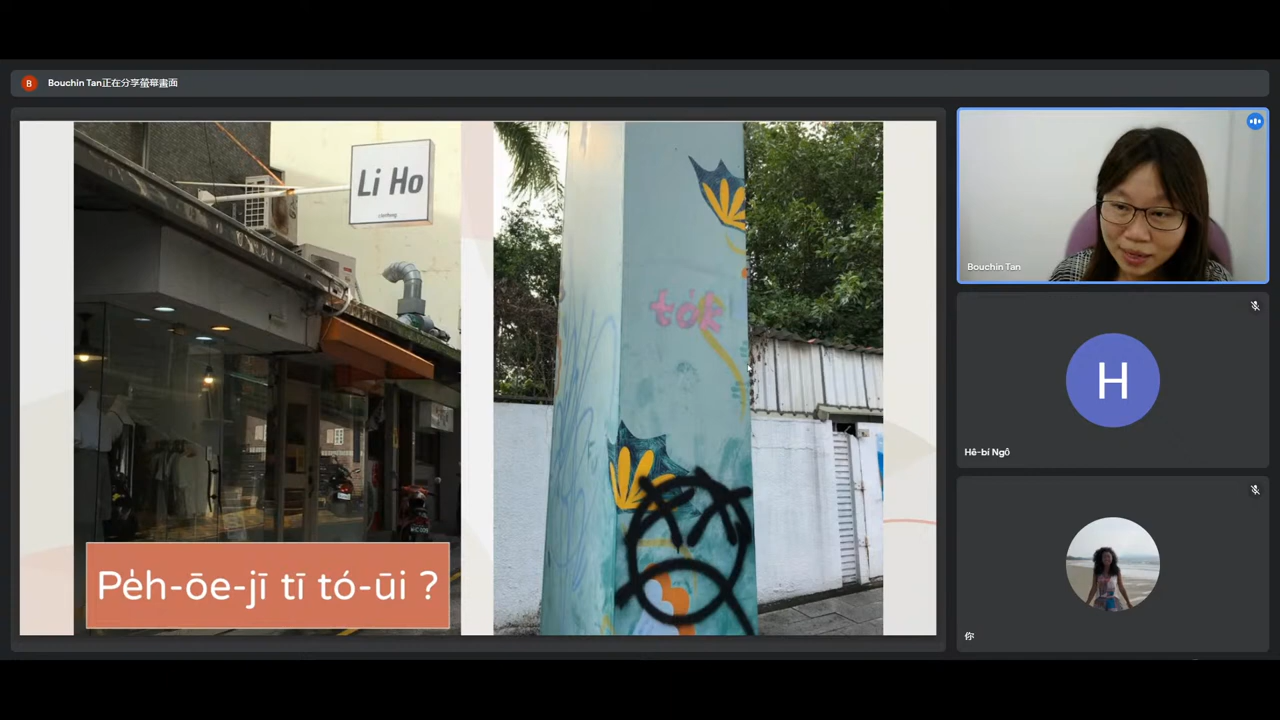 B
Bouchin Tan正在分享螢幕畫面
Li Ho
tók
Pe̍h-ōe-jī tī tó-ūi ?
Bouchin Tan
H
Hê-bí Ngô
你